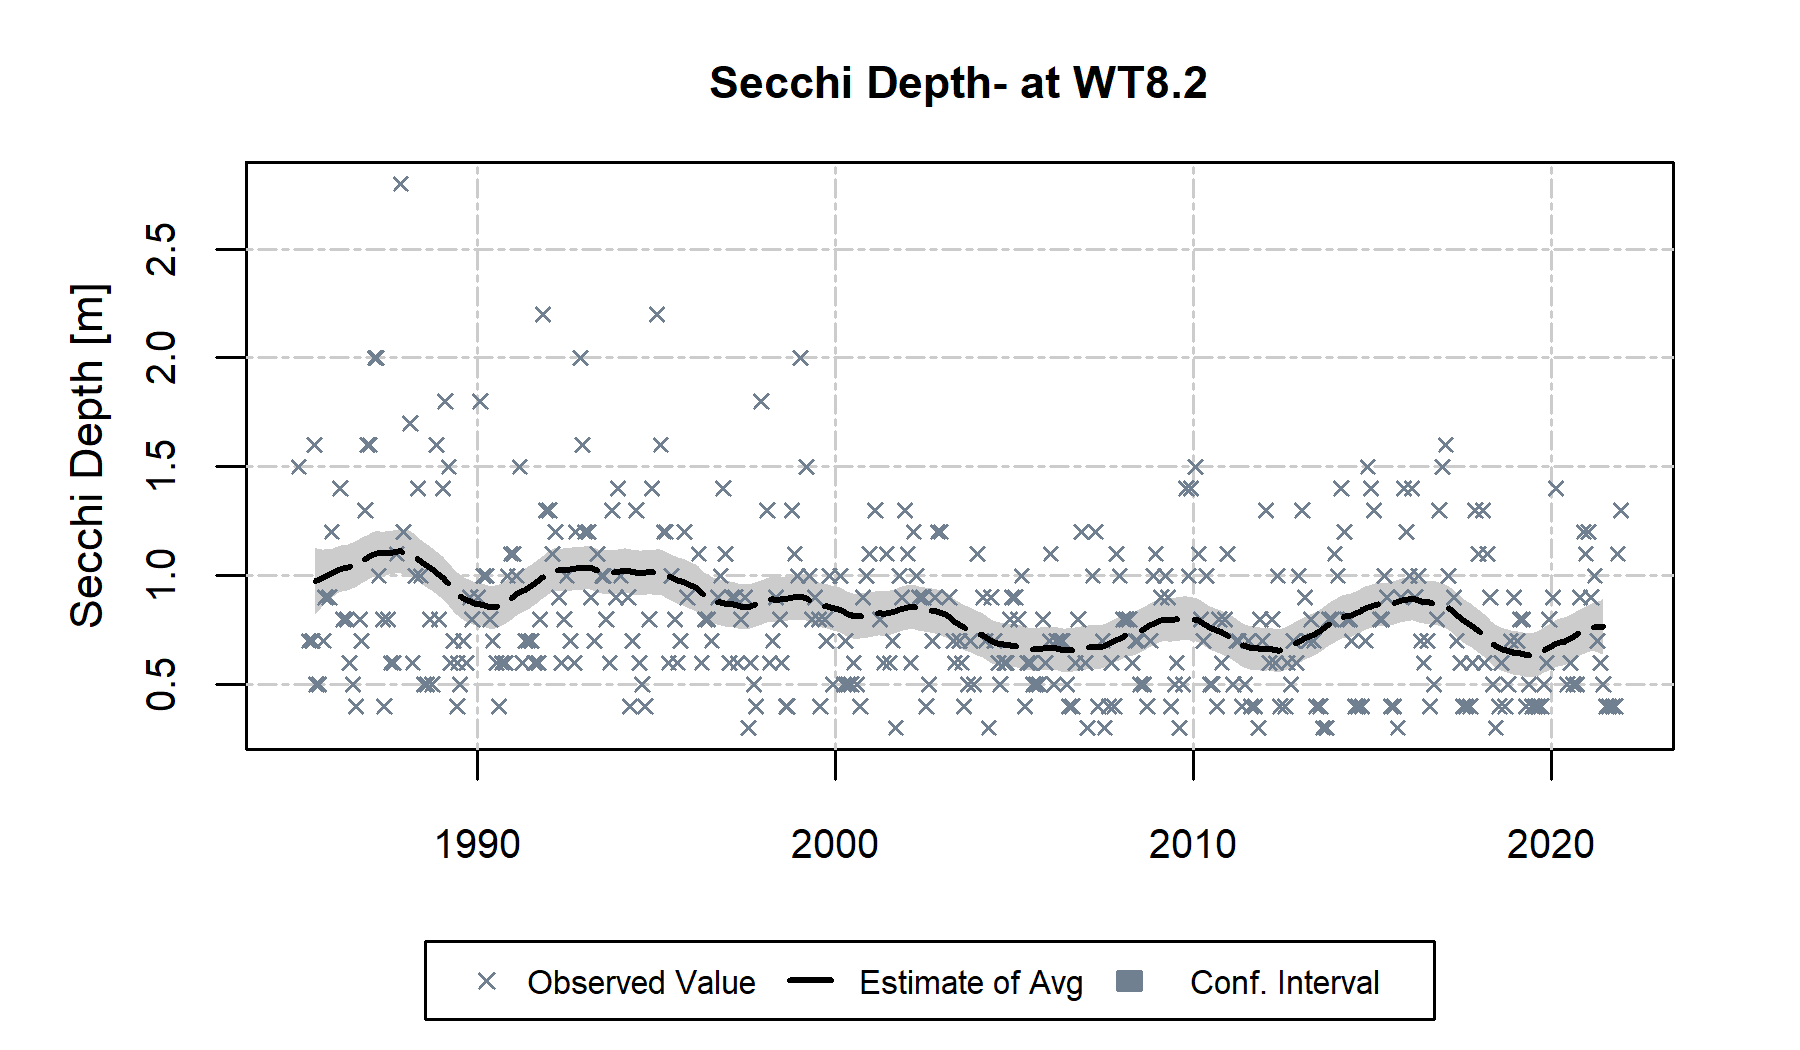 Secchi Depth- at WT8.2
Secchi Depth [m]
2.5
2.0
1.5
1.0
0.5
1990 2000 2010 2020
Observed Value Estimate of Avg Conf. Interval